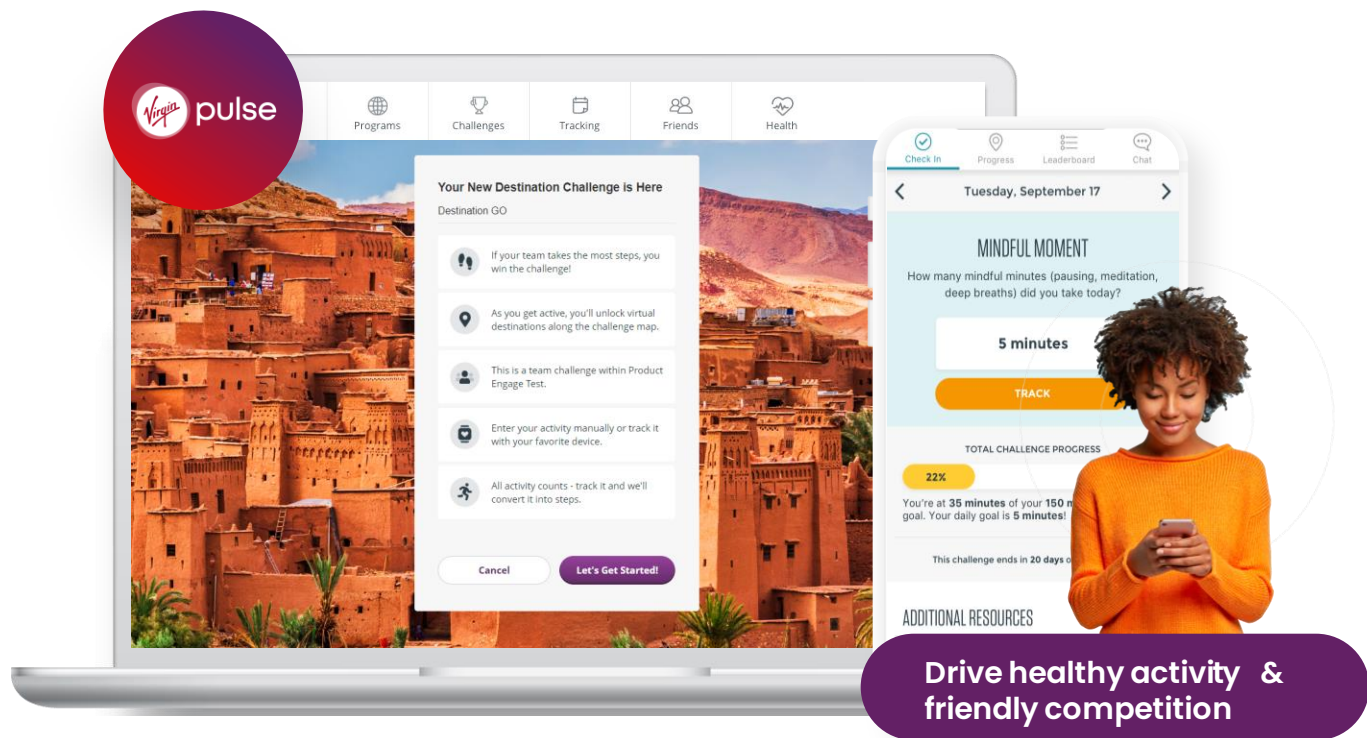 Virgin pulse
Programs
Challenges
Tracking
Friends
Health
Your New Destination Challenge is Here
Destination GO
If your team takes the most steps, you
win the challenge!
As you get active, you'll unlock virtual
destinations along the challenge map.
This is a team challenge within Product
Engage Test.
Enter your activity manually or track it
with your favorite device.
All activity counts - track it and we'll
convert it into steps.
Cancel
Let's Get Started!
Check In
Progress
Leaderboard
Chat
Tuesday, September 17
MINDFUL MOMENT
How many mindful minutes (pausing, meditation,
deep breaths) did you take today?
5 minutes
TRACK
TOTAL CHALLENGE PROGRESS
22%
You're at 35 minutes of your 150
goal. Your daily goal is 5 minutes!
This challenge ends in 20 days
ADDITIONAL RESOURCES
Drive healthy activity &
friendly competition